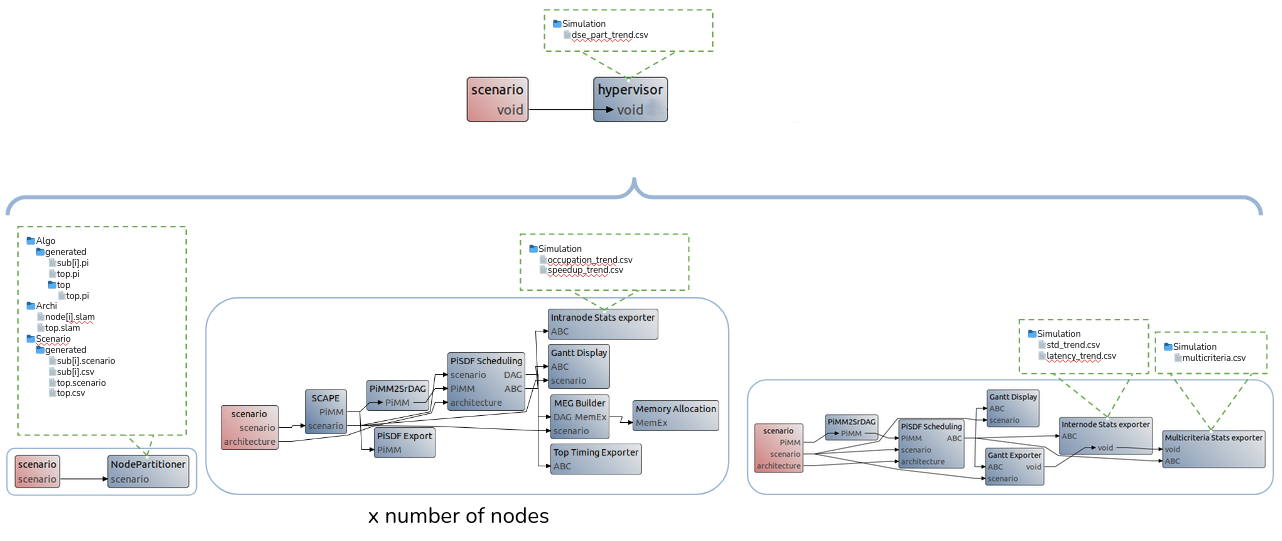 Simulation
dse_part_trend.csv
scenario
void
hypervisor
void
Algo
generated
sub[i].pi
top.pi
top
top.pi
Archi
node[i].slam
top.slam
Scenario
generated
sub[i].scenario
sub[i].csv
top.scenario
top.csv
scenario
scenario
NodePartitioner
scenario
Simulation
occupation_trend.csv
speedup_trend.csv
scenario
scenario
architecture
SCAPE
PiMM
scenario
PiMM2SrDAG
PiMM
PiSDF Export
PiMM
PiSDF Scheduling
scenario DAG
PiMM ABC
architecture
Intranode Stats exporter
ABC
Gantt Display
ABC
scenario
MEG Builder
DAG MemEx
scenario
Memory Allocation
MemEx
Top Timing Exporter
ABC
x number of nodes
Simulation
std_trend.csv
latency_trend.csv
Simulation
multicriteria.csv
scenario
PiMM
scenario
architecture
PiMM2SrDAG
PiMM
PiSDF Scheduling
PiMM ABC
scenario
architecture
Gantt Display
ABC
scenario
Gantt Exporter
ABC void
scenario
Internode Stats exporter
ABC
void
Multicriteria Stats exporter
void
ABC